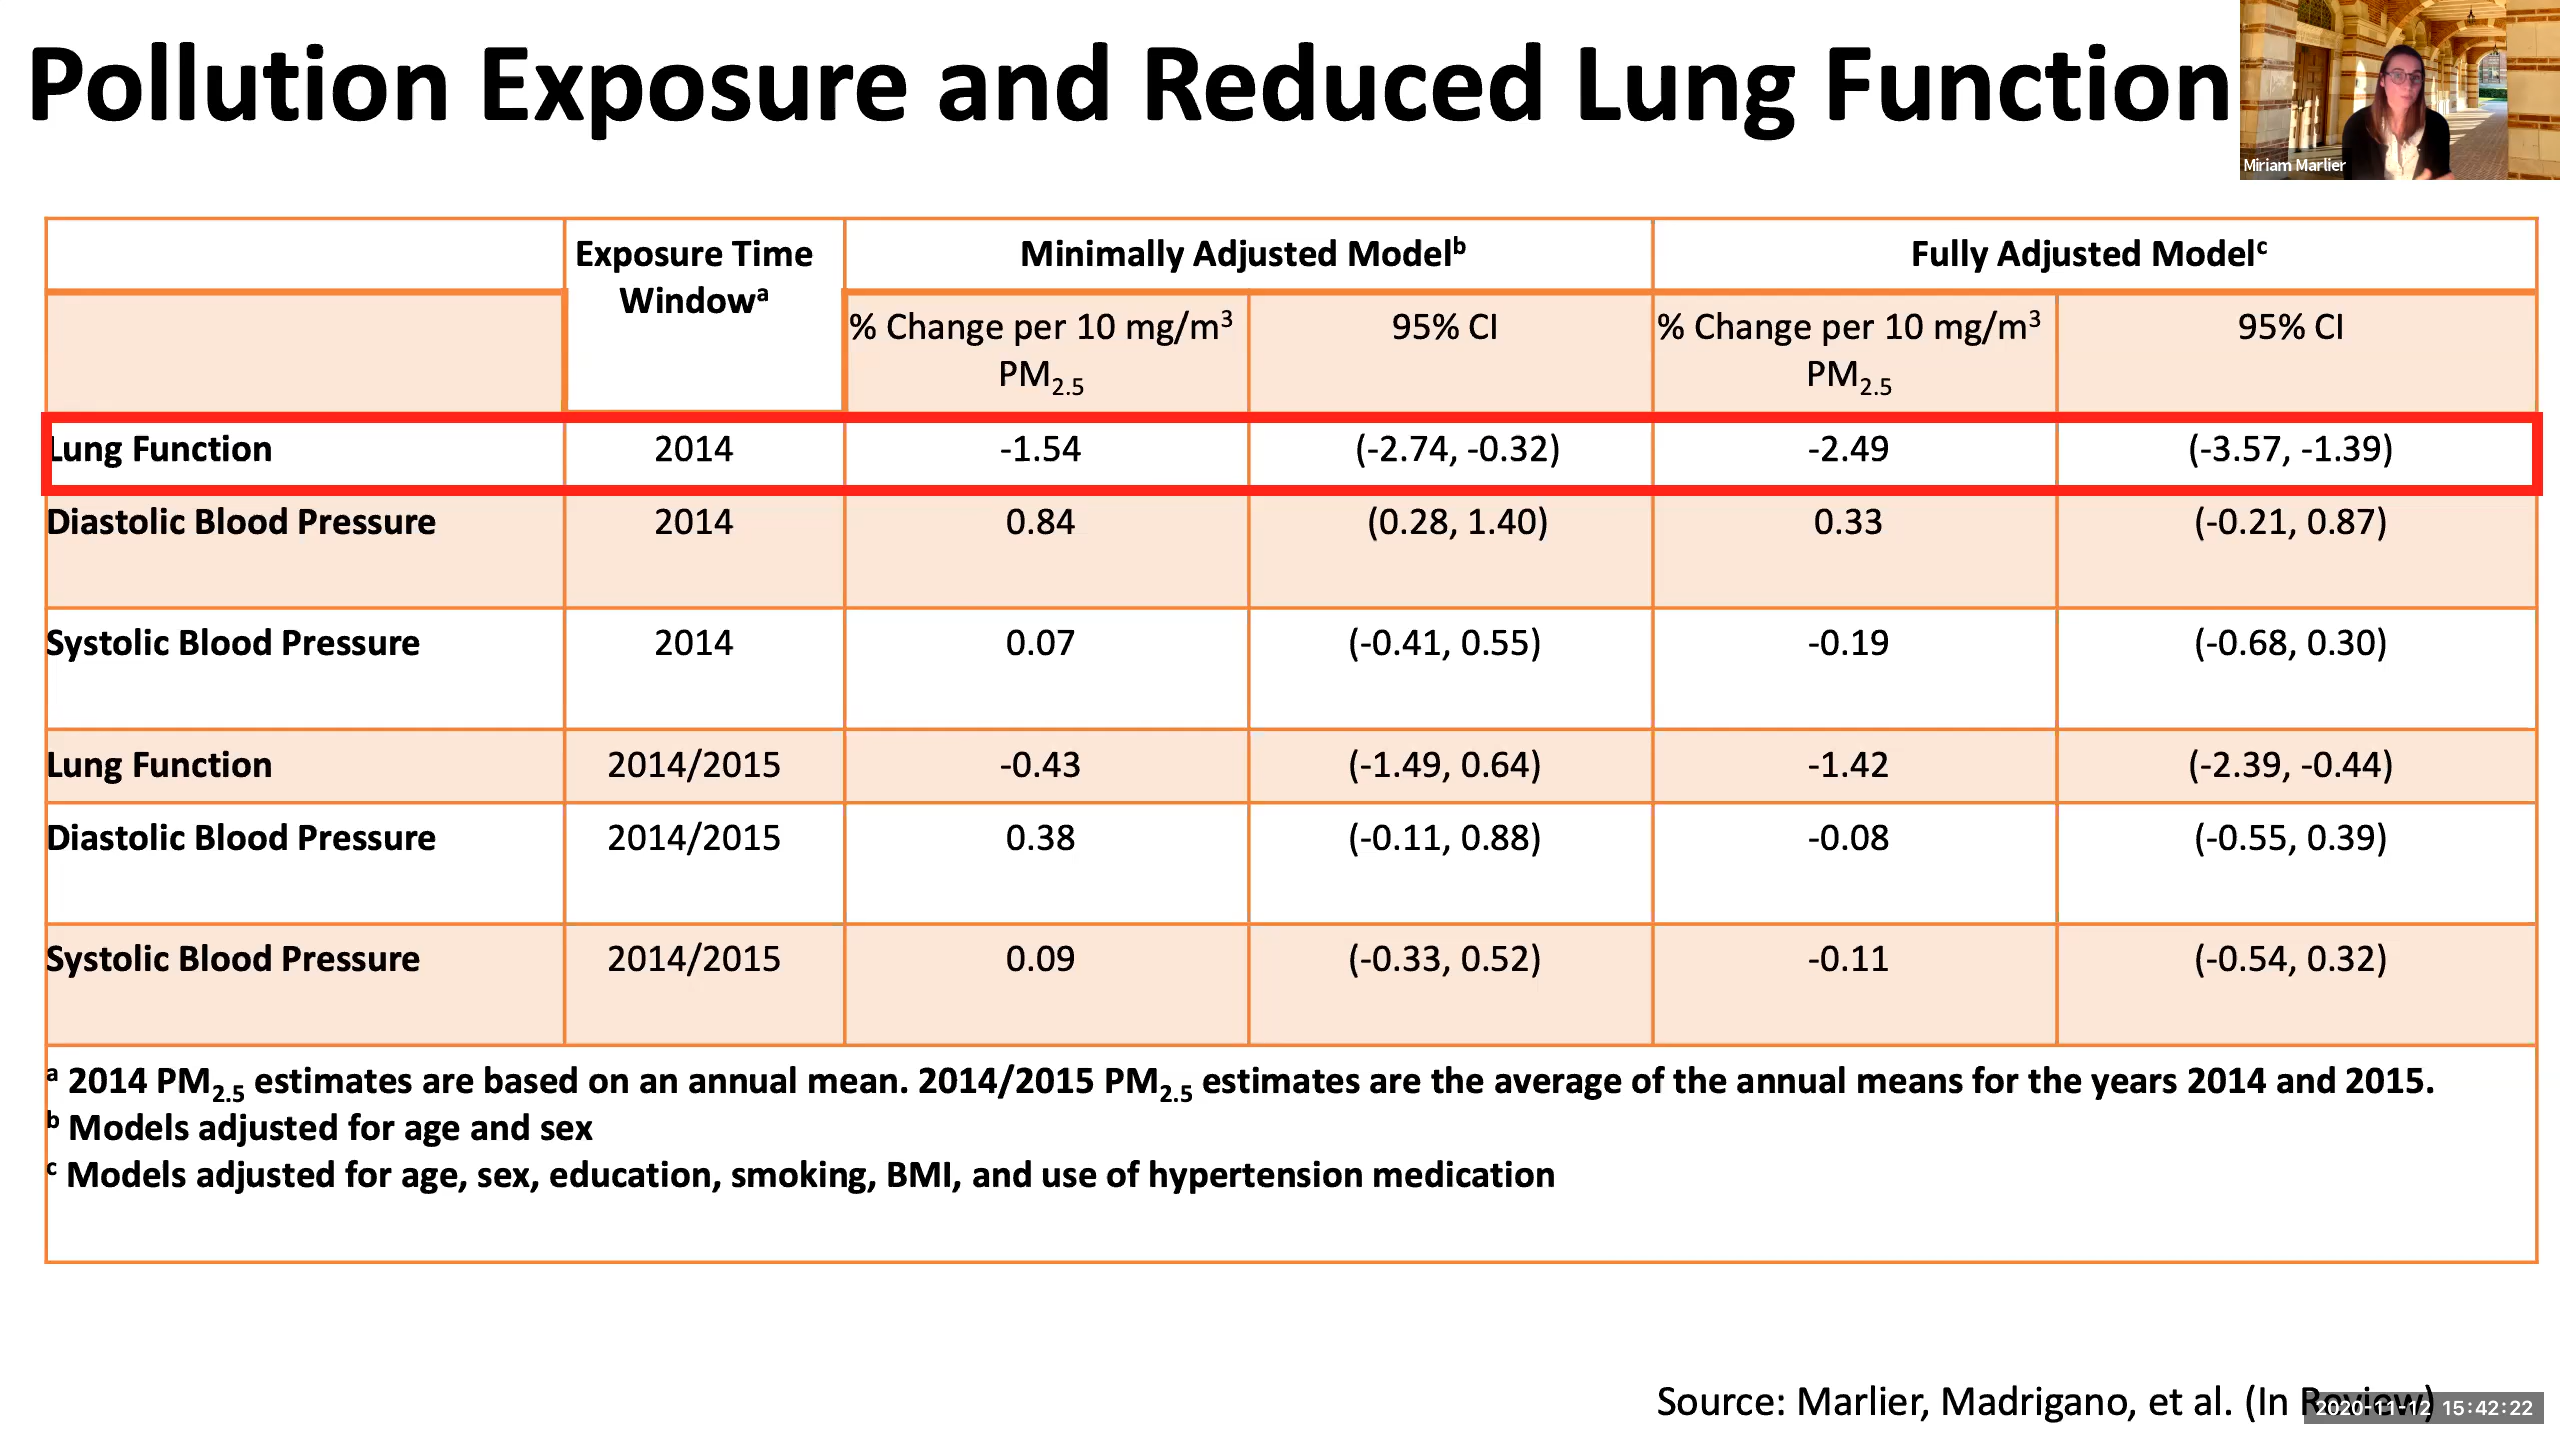 Pollution Exposure and Reduced Lung Function
Miriam Marlier
Exposure Time Windowᵃ
Minimally Adjusted Modelᵇ
Fully Adjusted Modelᶜ
% Change per 10 mg/m³ PM₂.₅
95% CI
% Change per 10 mg/m³ PM₂.₅
95% CI
Lung Function 2014 -1.54 (-2.74, -0.32) -2.49 (-3.57, -1.39)
Diastolic Blood Pressure 2014 0.84 (0.28, 1.40) 0.33 (-0.21, 0.87)
Systolic Blood Pressure 2014 0.07 (-0.41, 0.55) -0.19 (-0.68, 0.30)
Lung Function 2014/2015 -0.43 (-1.49, 0.64) -1.42 (-2.39, -0.44)
Diastolic Blood Pressure 2014/2015 0.38 (-0.11, 0.88) -0.08 (-0.55, 0.39)
Systolic Blood Pressure 2014/2015 0.09 (-0.33, 0.52) -0.11 (-0.54, 0.32)
ᵃ 2014 PM₂.₅ estimates are based on an annual mean. 2014/2015 PM₂.₅ estimates are the average of the annual means for the years 2014 and 2015.
ᵇ Models adjusted for age and sex
ᶜ Models adjusted for age, sex, education, smoking, BMI, and use of hypertension medication
Source: Marlier, Madrigano, et al. (In Review)
2020-11-12 15:42:22